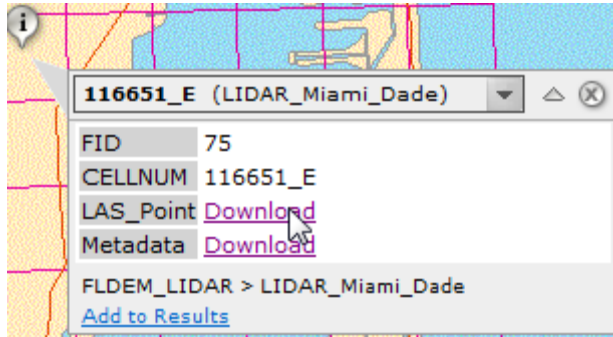 i
116651_E (LIDAR_Miami_Dade)
FID 75
CELLNUM 116651_E
LAS_Point Download
Metadata Download
FLDEM_LIDAR > LIDAR_Miami_Dade
Add to Results